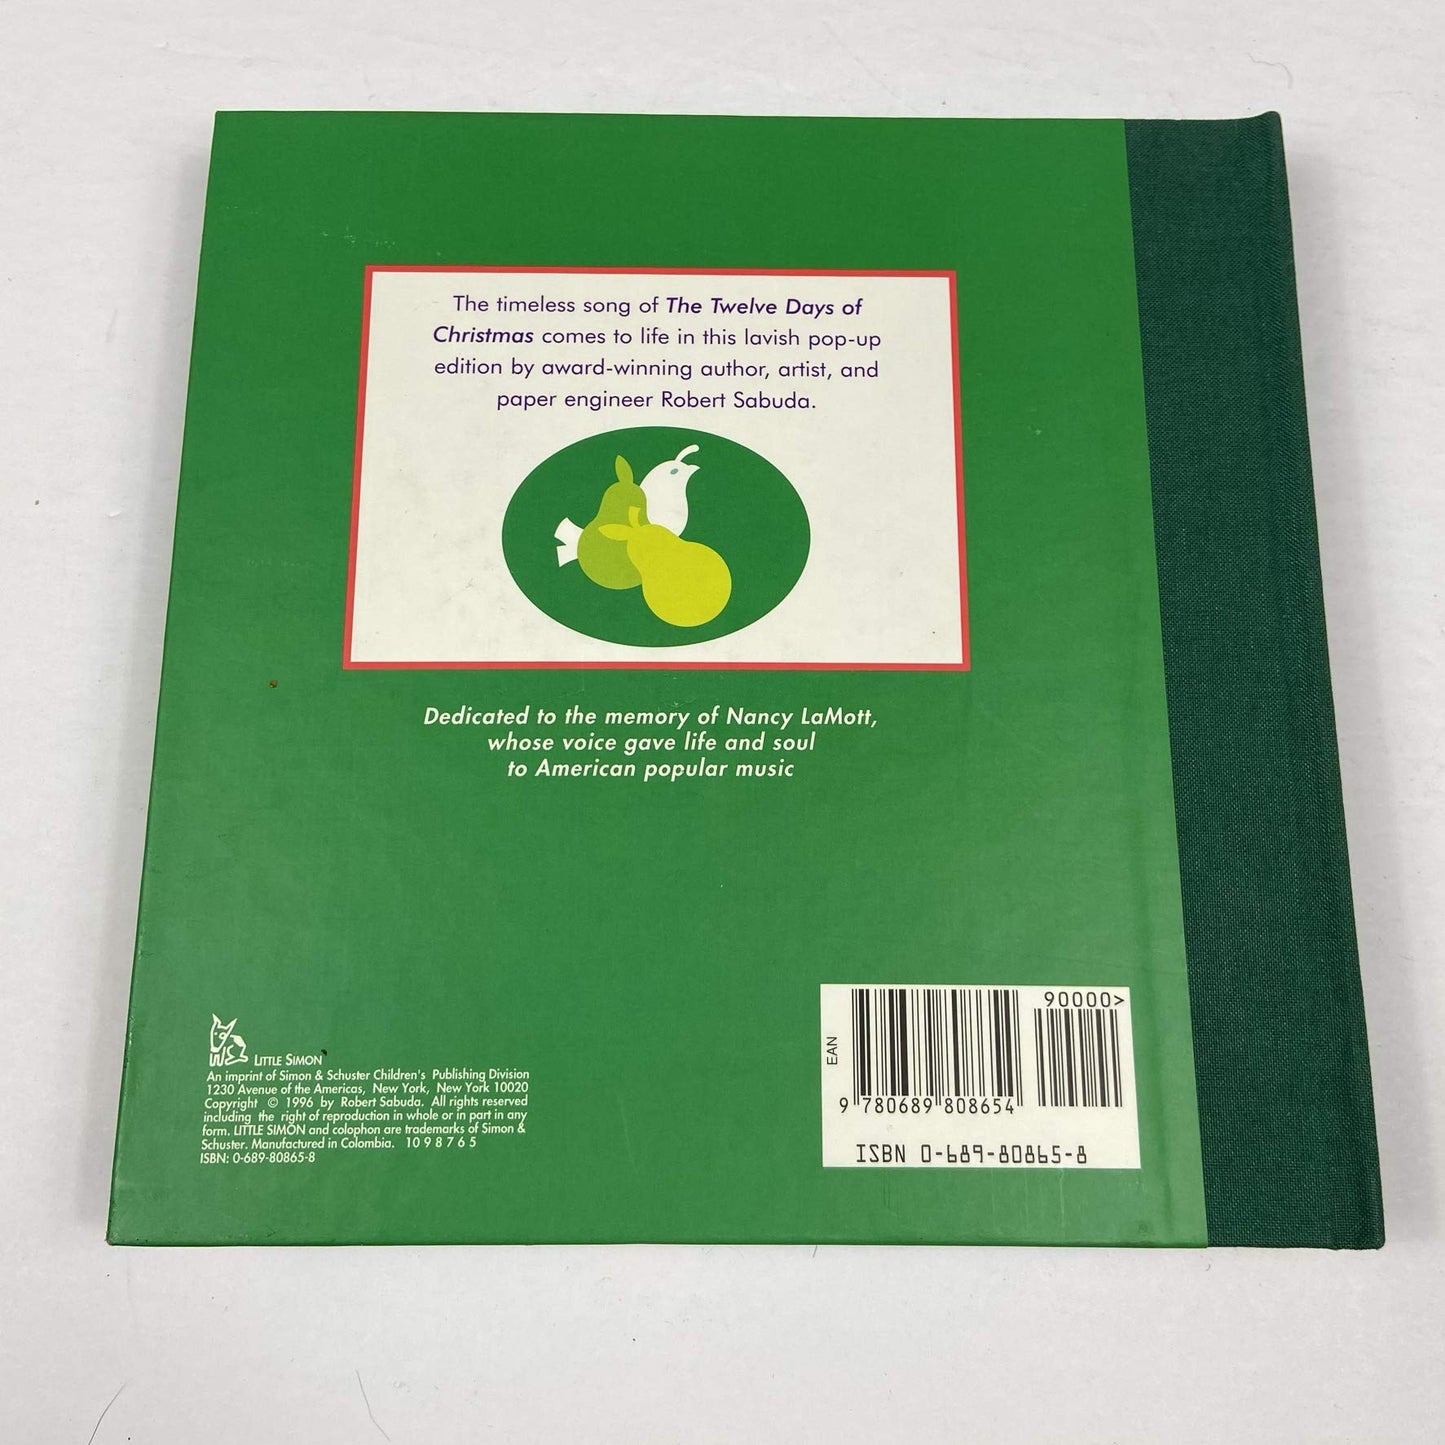 The timeless song of The Twelve Days of
Christmas comes to life in this lavish pop-up
edition by award-winning author, artist, and
paper engineer Robert Sabuda.
Dedicated to the memory of Nancy LaMott,
whose voice gave life and soul
to American popular music
LITTLE SIMON
An imprint of Simon & Schuster Children's Publishing Division
1230 Avenue of the Americas, New York, New York 10020
Copyright © 1996 by Robert Sabuda. All rights reserved
including the right of reproduction in whole or in part in any
form. LITTLE SIMON and colophon are trademarks of Simon &
Schuster. Manufactured in Colombia. 10 9 8 7 6 5
ISBN: 0-689-80865-8
90000>
EAN
9 780689 808654
ISBN 0-689-80865-8